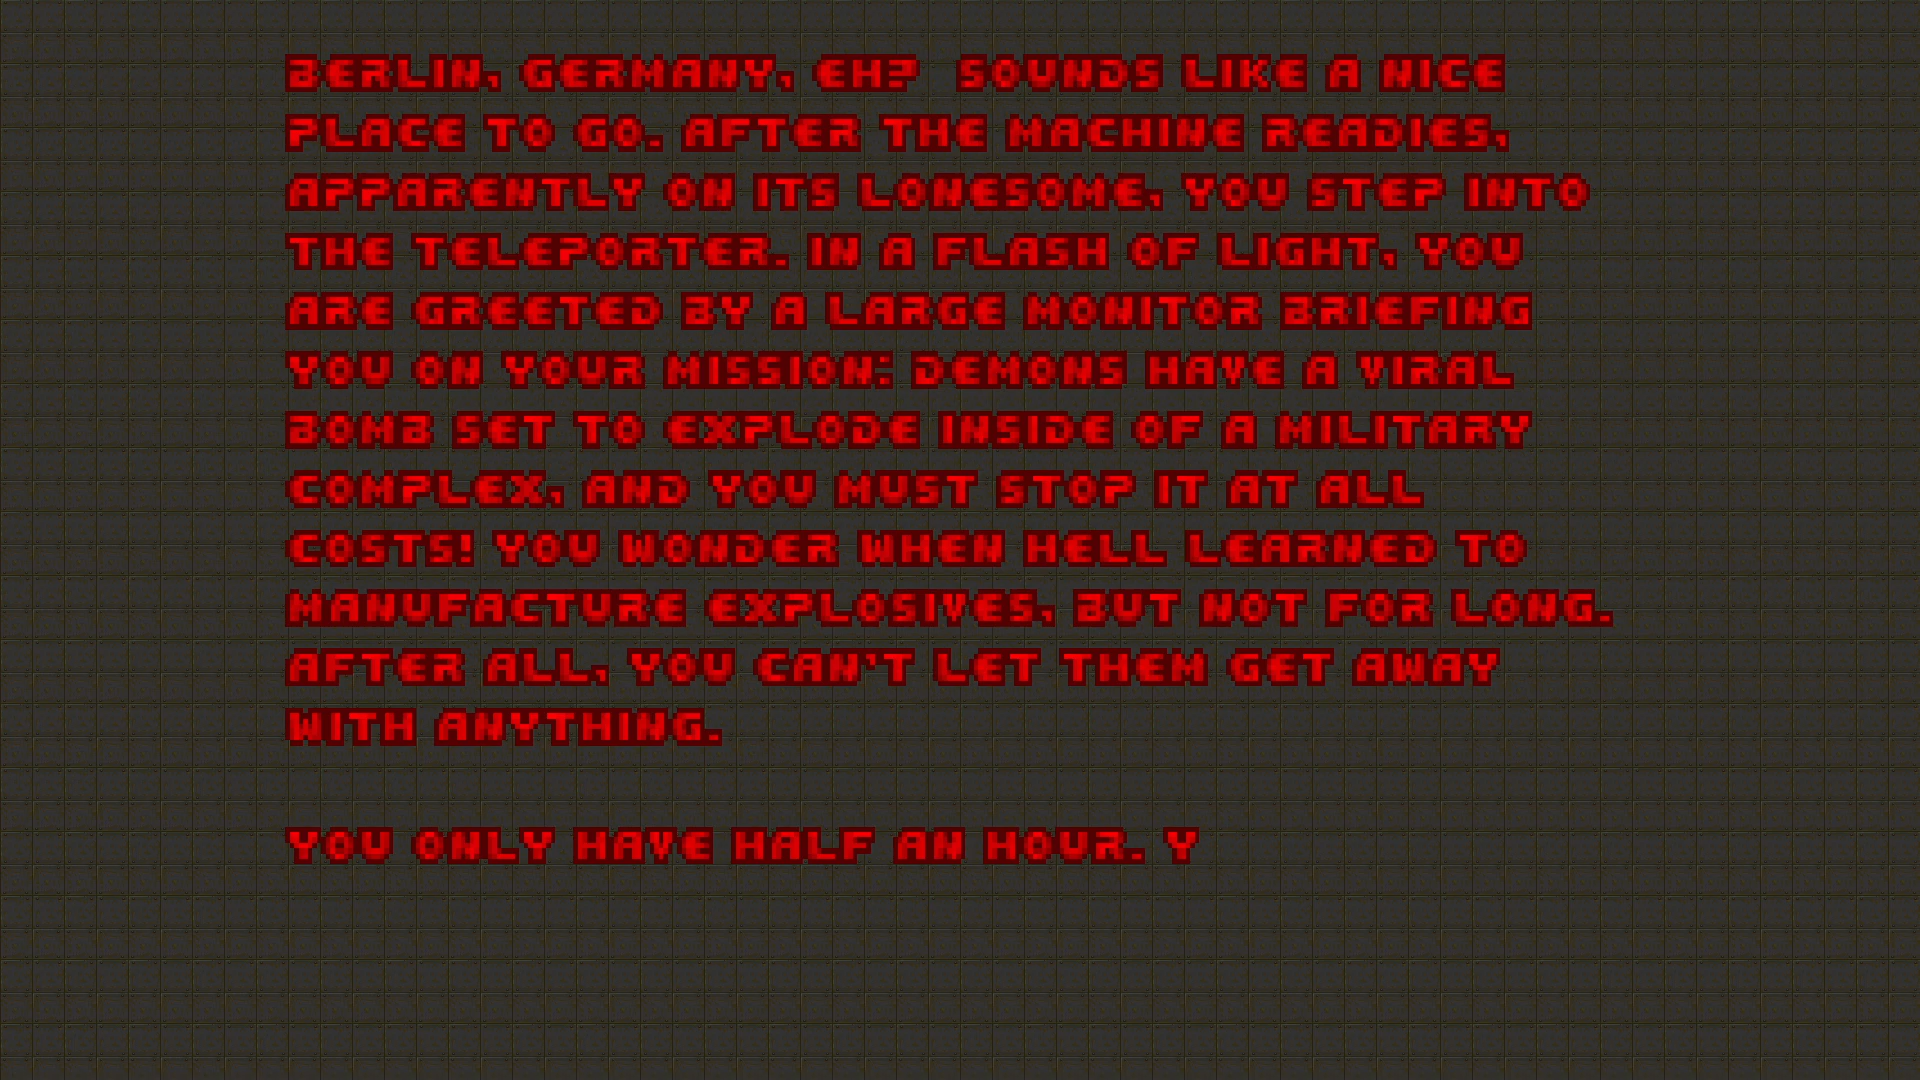 BERLIN, GERMANY, EH?  SOUNDS LIKE A NICE
PLACE TO GO. AFTER THE MACHINE READIES,
APPARENTLY ON ITS LONESOME, YOU STEP INTO
THE TELEPORTER. IN A FLASH OF LIGHT, YOU
ARE GREETED BY A LARGE MONITOR BRIEFING
YOU ON YOUR MISSION: DEMONS HAVE A VIRAL
BOMB SET TO EXPLODE INSIDE OF A MILITARY
COMPLEX, AND YOU MUST STOP IT AT ALL
COSTS! YOU WONDER WHEN HELL LEARNED TO
MANUFACTURE EXPLOSIVES, BUT NOT FOR LONG.
AFTER ALL, YOU CAN'T LET THEM GET AWAY
WITH ANYTHING.

YOU ONLY HAVE HALF AN HOUR. Y